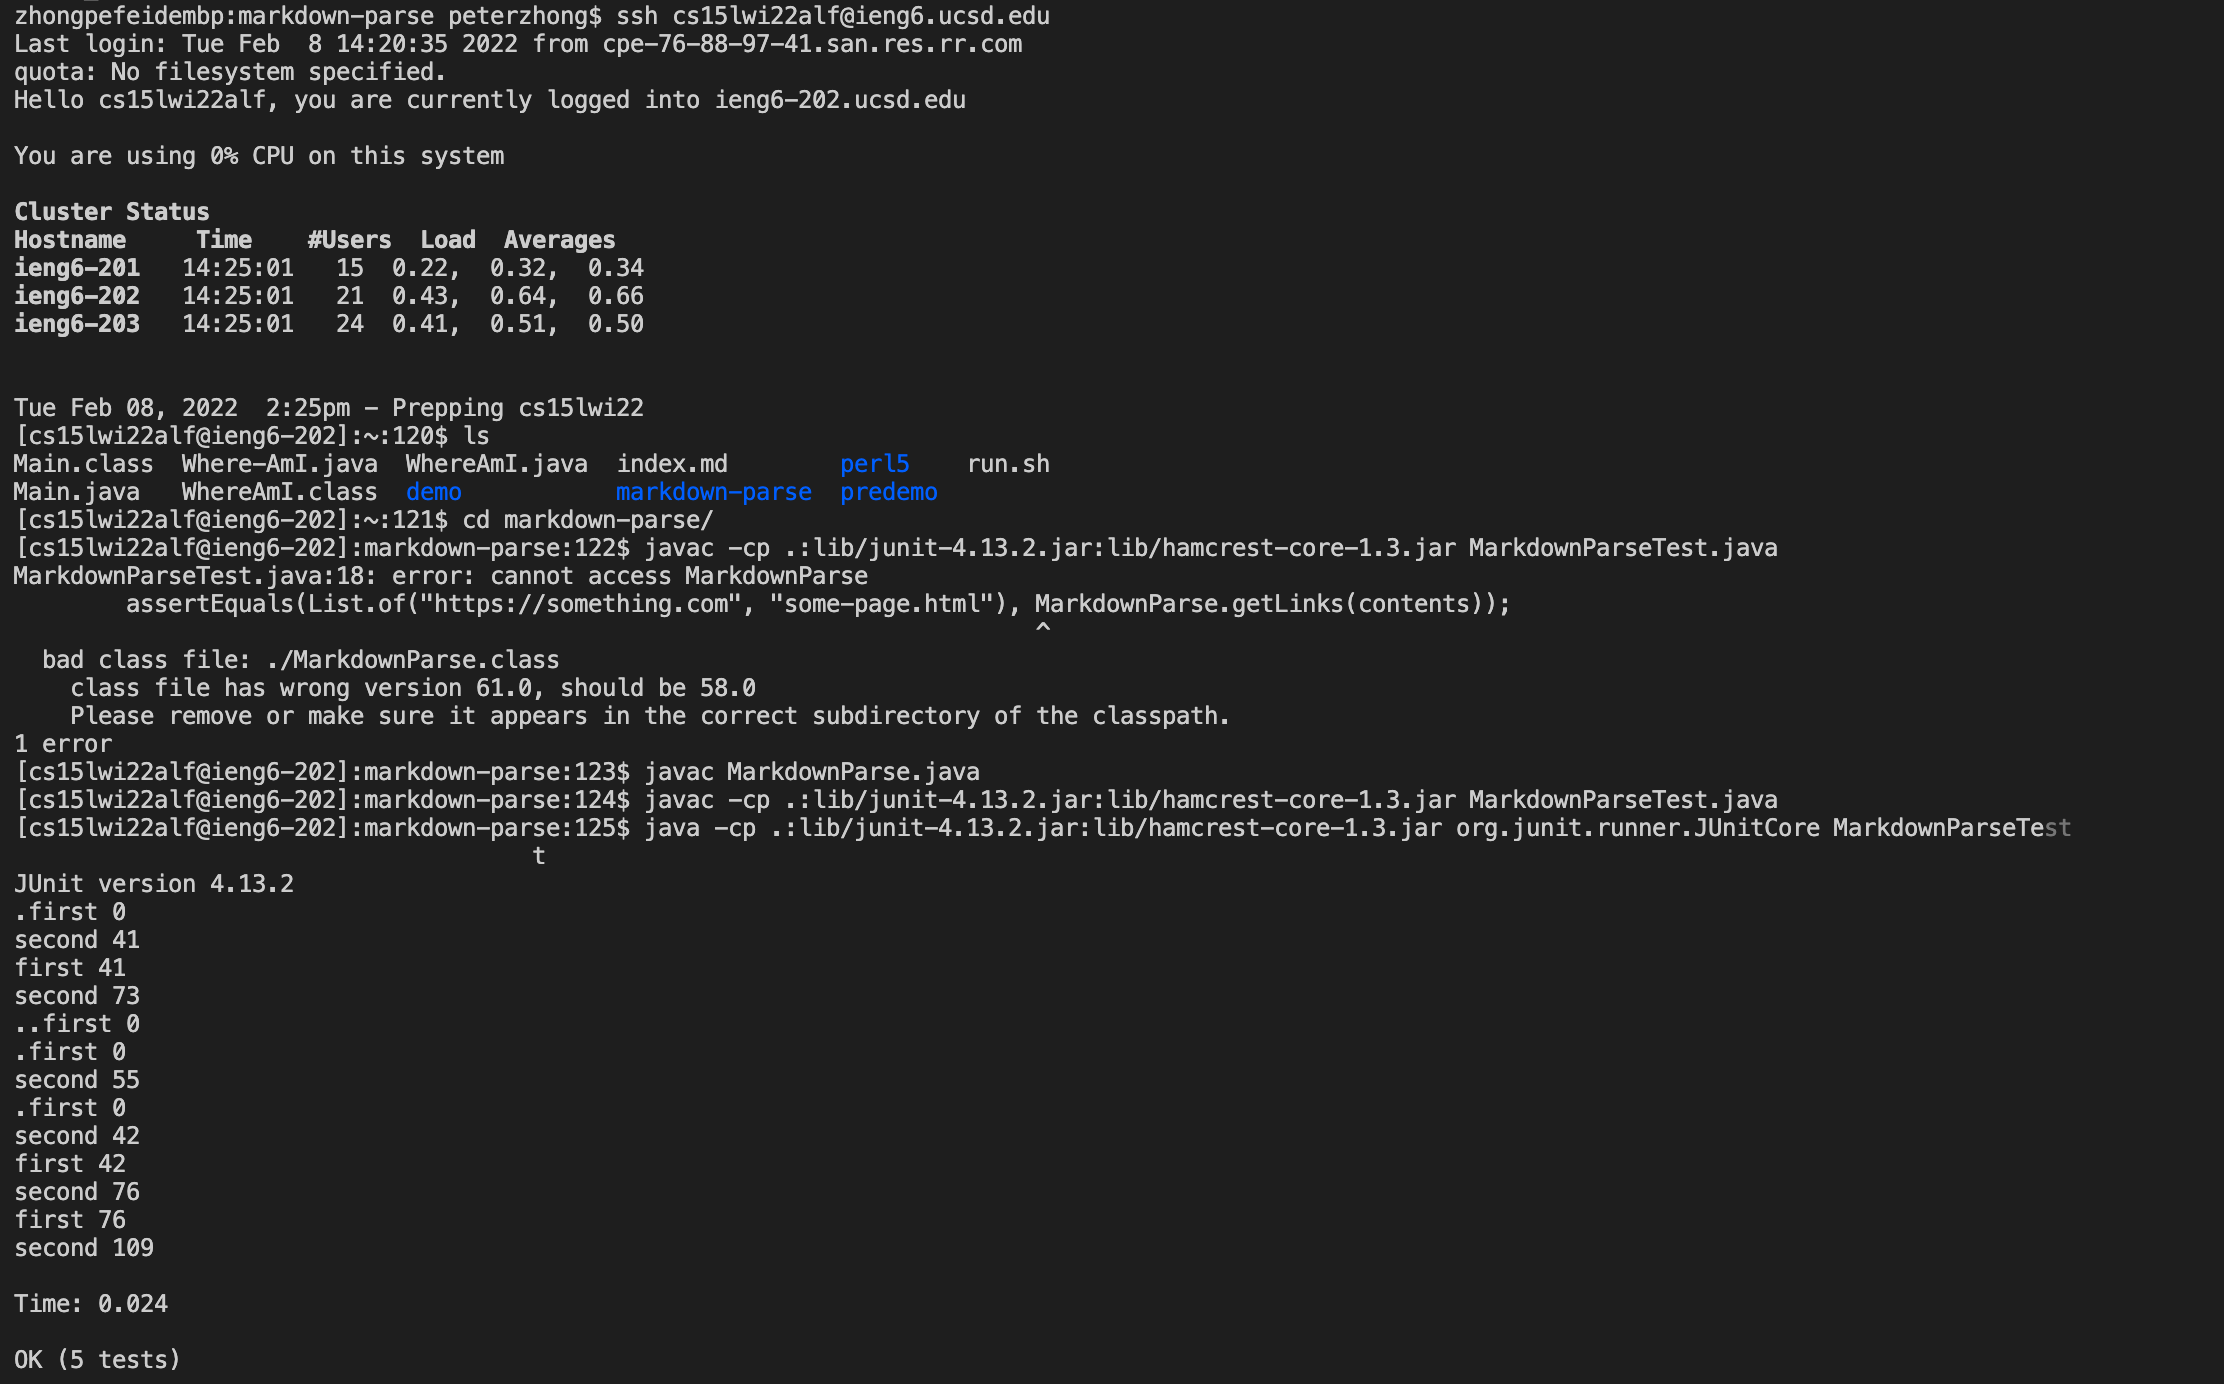 zhongpefeidembp:markdown-parse peterzhong$ ssh cs15lwi22alf@ieng6.ucsd.edu
Last login: Tue Feb  8 14:20:35 2022 from cpe-76-88-97-41.san.res.rr.com
quota: No filesystem specified.
Hello cs15lwi22alf, you are currently logged into ieng6-202.ucsd.edu
You are using 0% CPU on this system
Cluster Status
Hostname     Time    #Users  Load  Averages
ieng6-201   14:25:01   15  0.22,  0.32,  0.34
ieng6-202   14:25:01   21  0.43,  0.64,  0.66
ieng6-203   14:25:01   24  0.41,  0.51,  0.50
Tue Feb 08, 2022  2:25pm - Prepping cs15lwi22
[cs15lwi22alf@ieng6-202]:~:120$ ls
Main.class  Where-AmI.java  WhereAmI.java  index.md        perl5    run.sh
Main.java   WhereAmI.class  demo           markdown-parse  predemo
[cs15lwi22alf@ieng6-202]:~:121$ cd markdown-parse/
[cs15lwi22alf@ieng6-202]:markdown-parse:122$ javac -cp .:lib/junit-4.13.2.jar:lib/hamcrest-core-1.3.jar MarkdownParseTest.java
MarkdownParseTest.java:18: error: cannot access MarkdownParse
        assertEquals(List.of("https://something.com", "some-page.html"), MarkdownParse.getLinks(contents));
                                                                         ^
  bad class file: ./MarkdownParse.class
    class file has wrong version 61.0, should be 58.0
    Please remove or make sure it appears in the correct subdirectory of the classpath.
1 error
[cs15lwi22alf@ieng6-202]:markdown-parse:123$ javac MarkdownParse.java
[cs15lwi22alf@ieng6-202]:markdown-parse:124$ javac -cp .:lib/junit-4.13.2.jar:lib/hamcrest-core-1.3.jar MarkdownParseTest.java
[cs15lwi22alf@ieng6-202]:markdown-parse:125$ java -cp .:lib/junit-4.13.2.jar:lib/hamcrest-core-1.3.jar org.junit.runner.JUnitCore MarkdownParseTest
                                     t
JUnit version 4.13.2
.first 0
second 41
first 41
second 73
..first 0
.first 0
second 55
.first 0
second 42
first 42
second 76
first 76
second 109
Time: 0.024
OK (5 tests)